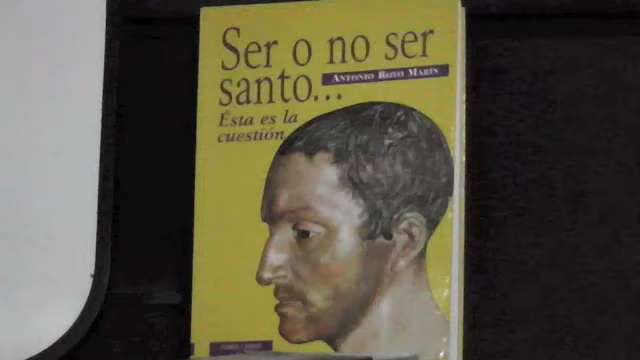 Ser o no ser
santo...
ANTONIO ROYO MARÍN
Ésta es la
cuestión